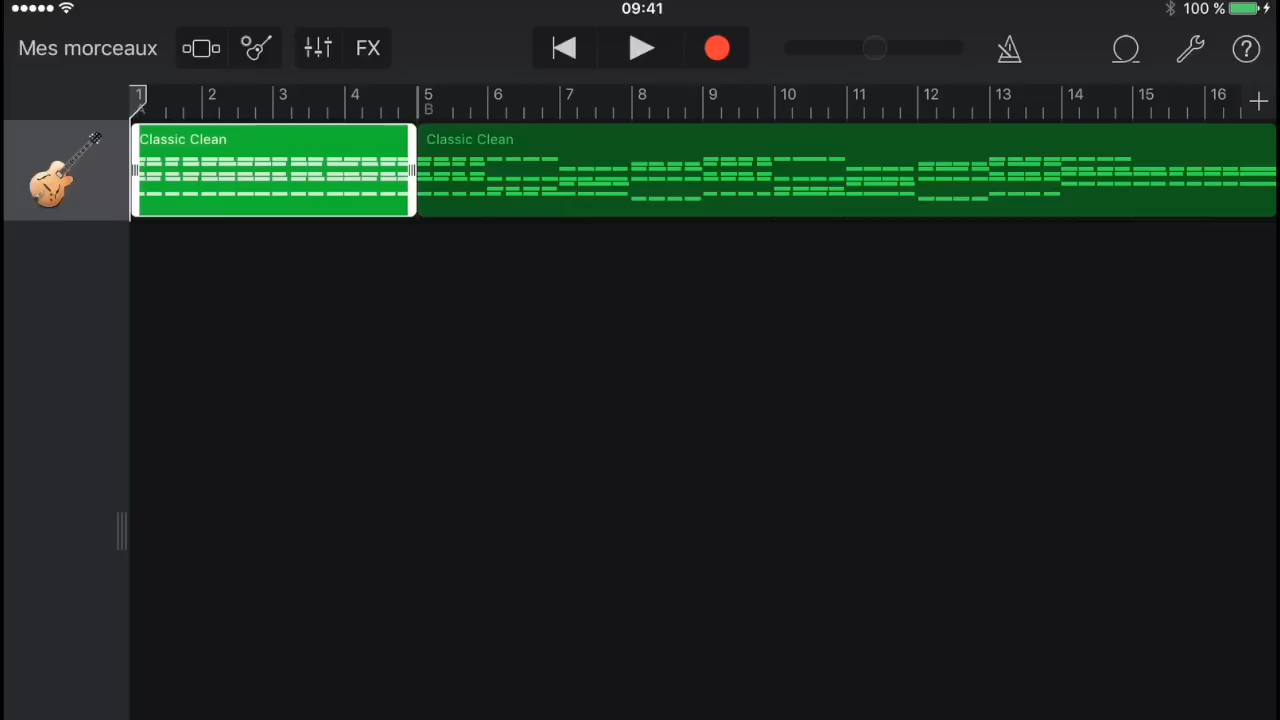 09:41
100 %
Mes morceaux
FX
1 2 3 4 5 6 7 8 9 10 11 12 13 14 15 16
A B
Classic Clean Classic Clean